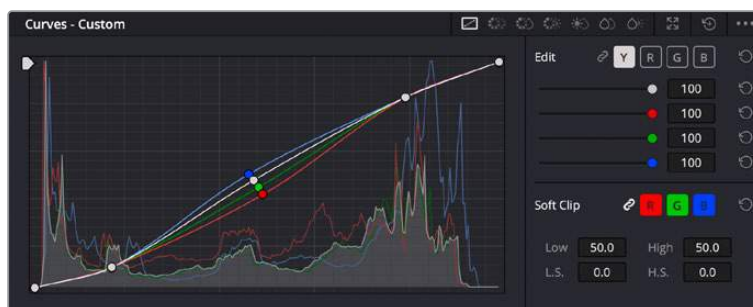 Curves - Custom
Edit Y R G B
100
100
100
100
Soft Clip R G B
Low 50.0 High 50.0
L.S. 0.0 H.S. 0.0